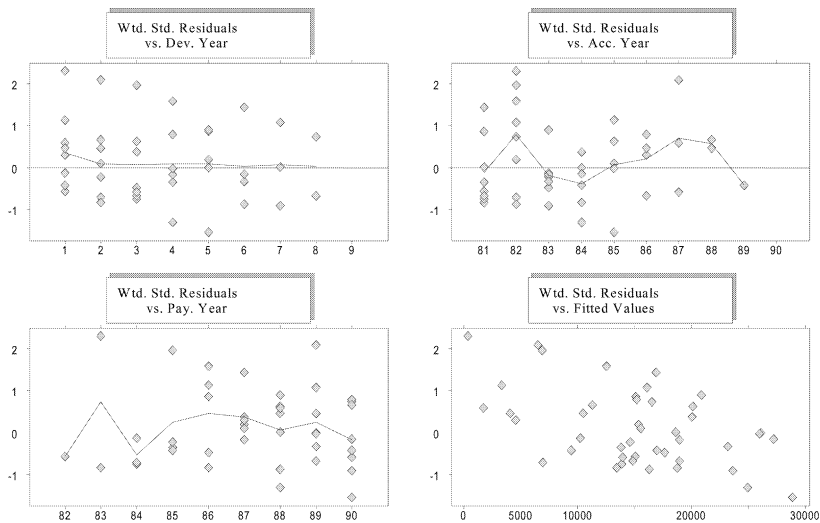 Wtd. Std. Residuals
vs. Dev. Year
2
1
0
-1
1 2 3 4 5 6 7 8 9
Wtd. Std. Residuals
vs. Acc. Year
2
1
0
-1
81 82 83 84 85 86 87 88 89 90
Wtd. Std. Residuals
vs. Pay. Year
2
1
0
-1
82 83 84 85 86 87 88 89 90
Wtd. Std. Residuals
vs. Fitted Values
2
1
0
-1
0 5000 10000 20000 30000